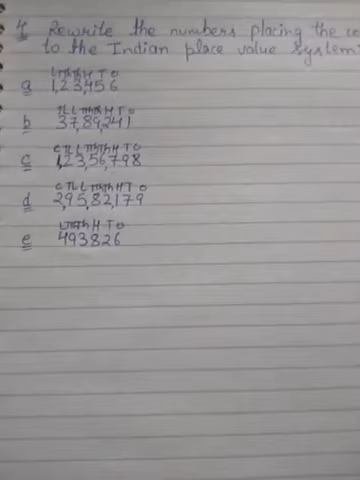 4 Rewrite the numbers placing the co
to the Indian place value system
L TTh Th H T O
a 1,23,456
TL L TTh Th H T O
b 37,89,241
C TL L TTh Th H T O
c 1,23,56,798
C TL L TTh Th H T O
d 2,95,82,179
L TTh Th H T O
e 493826